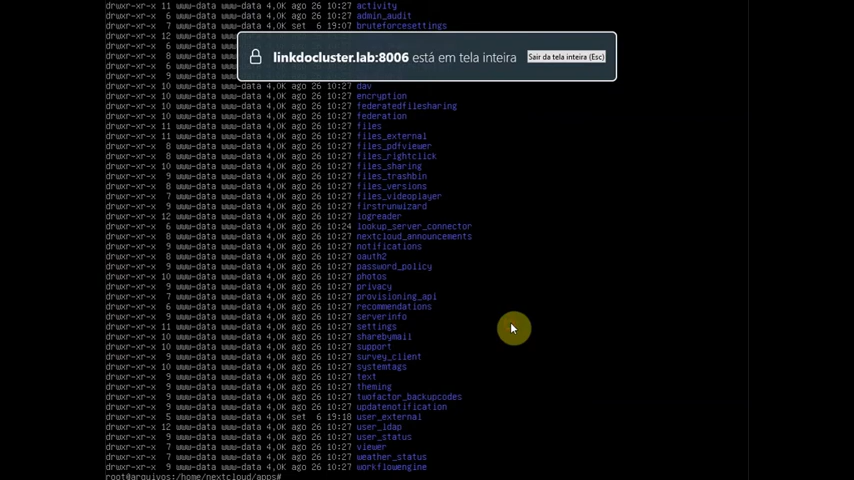 drwxr-xr-x 11 www-data www-data 4,0K ago 26 10:27 activity
drwxr-xr-x 6 www-data www-data 4,0K ago 26 10:27 admin_audit
drwxr-xr-x 7 www-data www-data 4,0K set 6 19:07 bruteforcesettings
drwxr-xr-x 12 www-data
drwxr-xr-x 6 www-data
drwxr-xr-x 8 www-data
linkdocluster.lab:8006 está em tela inteira
Sair da tela inteira (Esc)
drwxr-xr-x 6 www-data
drwxr-xr-x 9 www-data
drwxr-xr-x 10 www-data www-data 4,0K ago 26 10:27 dav
drwxr-xr-x 10 www-data www-data 4,0K ago 26 10:27 encryption
drwxr-xr-x 10 www-data www-data 4,0K ago 26 10:27 federatedfilesharing
drwxr-xr-x 10 www-data www-data 4,0K ago 26 10:27 federation
drwxr-xr-x 11 www-data www-data 4,0K ago 26 10:27 files
drwxr-xr-x 11 www-data www-data 4,0K ago 26 10:27 files_external
drwxr-xr-x 8 www-data www-data 4,0K ago 26 10:27 files_pdfviewer
drwxr-xr-x 8 www-data www-data 4,0K ago 26 10:27 files_rightclick
drwxr-xr-x 10 www-data www-data 4,0K ago 26 10:27 files_sharing
drwxr-xr-x 9 www-data www-data 4,0K ago 26 10:27 files_trashbin
drwxr-xr-x 8 www-data www-data 4,0K ago 26 10:27 files_versions
drwxr-xr-x 7 www-data www-data 4,0K ago 26 10:27 files_videoplayer
drwxr-xr-x 9 www-data www-data 4,0K ago 26 10:27 firstrunwizard
drwxr-xr-x 12 www-data www-data 4,0K ago 26 10:27 logreader
drwxr-xr-x 6 www-data www-data 4,0K ago 26 10:24 lookup_server_connector
drwxr-xr-x 8 www-data www-data 4,0K ago 26 10:27 nextcloud_announcements
drwxr-xr-x 9 www-data www-data 4,0K ago 26 10:27 notifications
drwxr-xr-x 8 www-data www-data 4,0K ago 26 10:27 oauth2
drwxr-xr-x 9 www-data www-data 4,0K ago 26 10:27 password_policy
drwxr-xr-x 10 www-data www-data 4,0K ago 26 10:27 photos
drwxr-xr-x 9 www-data www-data 4,0K ago 26 10:27 privacy
drwxr-xr-x 7 www-data www-data 4,0K ago 26 10:27 provisioning_api
drwxr-xr-x 6 www-data www-data 4,0K ago 26 10:27 recommendations
drwxr-xr-x 9 www-data www-data 4,0K ago 26 10:27 serverinfo
drwxr-xr-x 11 www-data www-data 4,0K ago 26 10:27 settings
drwxr-xr-x 10 www-data www-data 4,0K ago 26 10:27 sharebymail
drwxr-xr-x 10 www-data www-data 4,0K ago 26 10:27 support
drwxr-xr-x 9 www-data www-data 4,0K ago 26 10:27 survey_client
drwxr-xr-x 10 www-data www-data 4,0K ago 26 10:27 systemtags
drwxr-xr-x 9 www-data www-data 4,0K ago 26 10:27 text
drwxr-xr-x 9 www-data www-data 4,0K ago 26 10:27 theming
drwxr-xr-x 9 www-data www-data 4,0K ago 26 10:27 twofactor_backupcodes
drwxr-xr-x 9 www-data www-data 4,0K ago 26 10:27 updatenotification
drwxr-xr-x 5 www-data www-data 4,0K set 6 19:18 user_external
drwxr-xr-x 12 www-data www-data 4,0K ago 26 10:27 user_ldap
drwxr-xr-x 9 www-data www-data 4,0K ago 26 10:27 user_status
drwxr-xr-x 7 www-data www-data 4,0K ago 26 10:27 viewer
drwxr-xr-x 7 www-data www-data 4,0K ago 26 10:27 weather_status
drwxr-xr-x 9 www-data www-data 4,0K ago 26 10:27 workflowengine
root@arquivos:/home/nextcloud/apps#